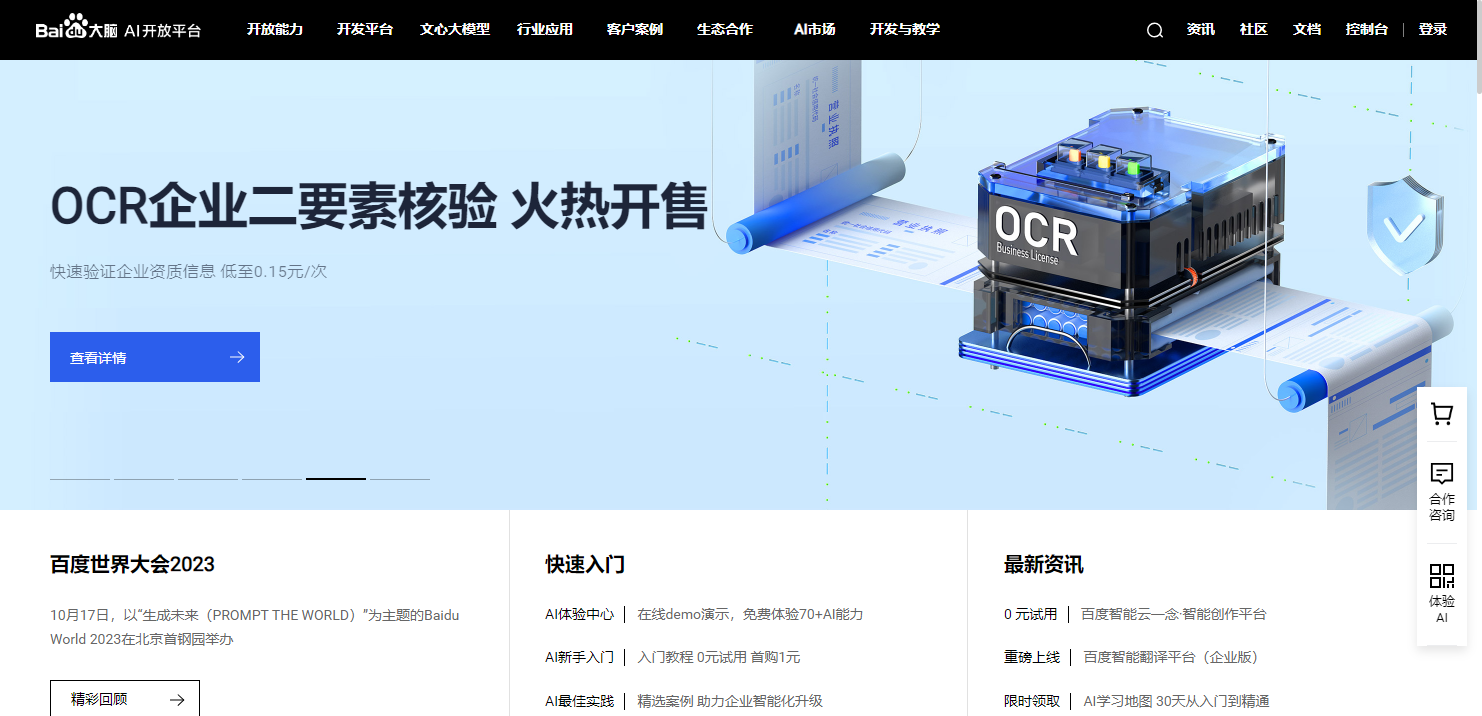 Baidu大脑 AI开放平台
开放能力 开发平台 文心大模型 行业应用 客户案例 生态合作 AI市场 开发与教学 资讯 社区 文档 控制台 登录
营业执照
OCR企业二要素核验 火热开售
快速验证企业资质信息 低至0.15元/次
查看详情
营业执照
OCR
Business License
合作
咨询
体验
AI
百度世界大会2023
10月17日，以“生成未来（PROMPT THE WORLD）”为主题的Baidu
World 2023在北京首钢园举办
精彩回顾
快速入门
AI体验中心 在线demo演示，免费体验70+AI能力
AI新手入门 入门教程 0元试用 首购1元
AI最佳实践 精选案例 助力企业智能化升级
最新资讯
0 元试用 百度智能云一念·智能创作平台
重磅上线 百度智能翻译平台（企业版）
限时领取 AI学习地图 30天从入门到精通